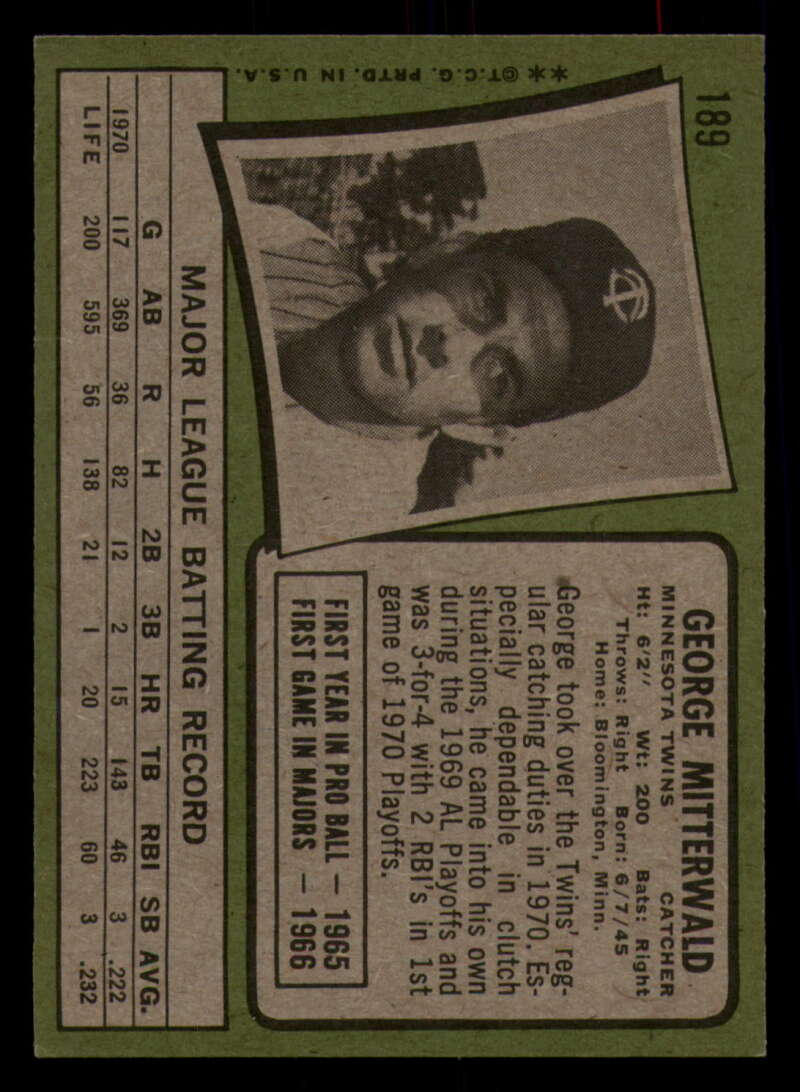 189
**©T.C.G. PRTD. IN U.S.A.
GEORGE MITTERWALD
MINNESOTA TWINS CATCHER
Ht: 6'2" Wt: 200 Bats: Right
Throws: Right Born: 6/7/45
Home: Bloomington, Minn.
George took over the Twins' reg-
ular catching duties in 1970. Es-
pecially dependable in clutch
situations, he came into his own
during the 1969 AL Playoffs and
was 3-for-4 with 2 RBI's in 1st
game of 1970 Playoffs.
FIRST YEAR IN PRO BALL — 1965
FIRST GAME IN MAJORS — 1966
MAJOR LEAGUE BATTING RECORD
G AB R H 2B 3B HR TB RBI SB AVG.
1970 117 369 36 82 12 2 15 143 46 3 .222
LIFE 200 595 56 138 21 1 20 223 60 3 .232